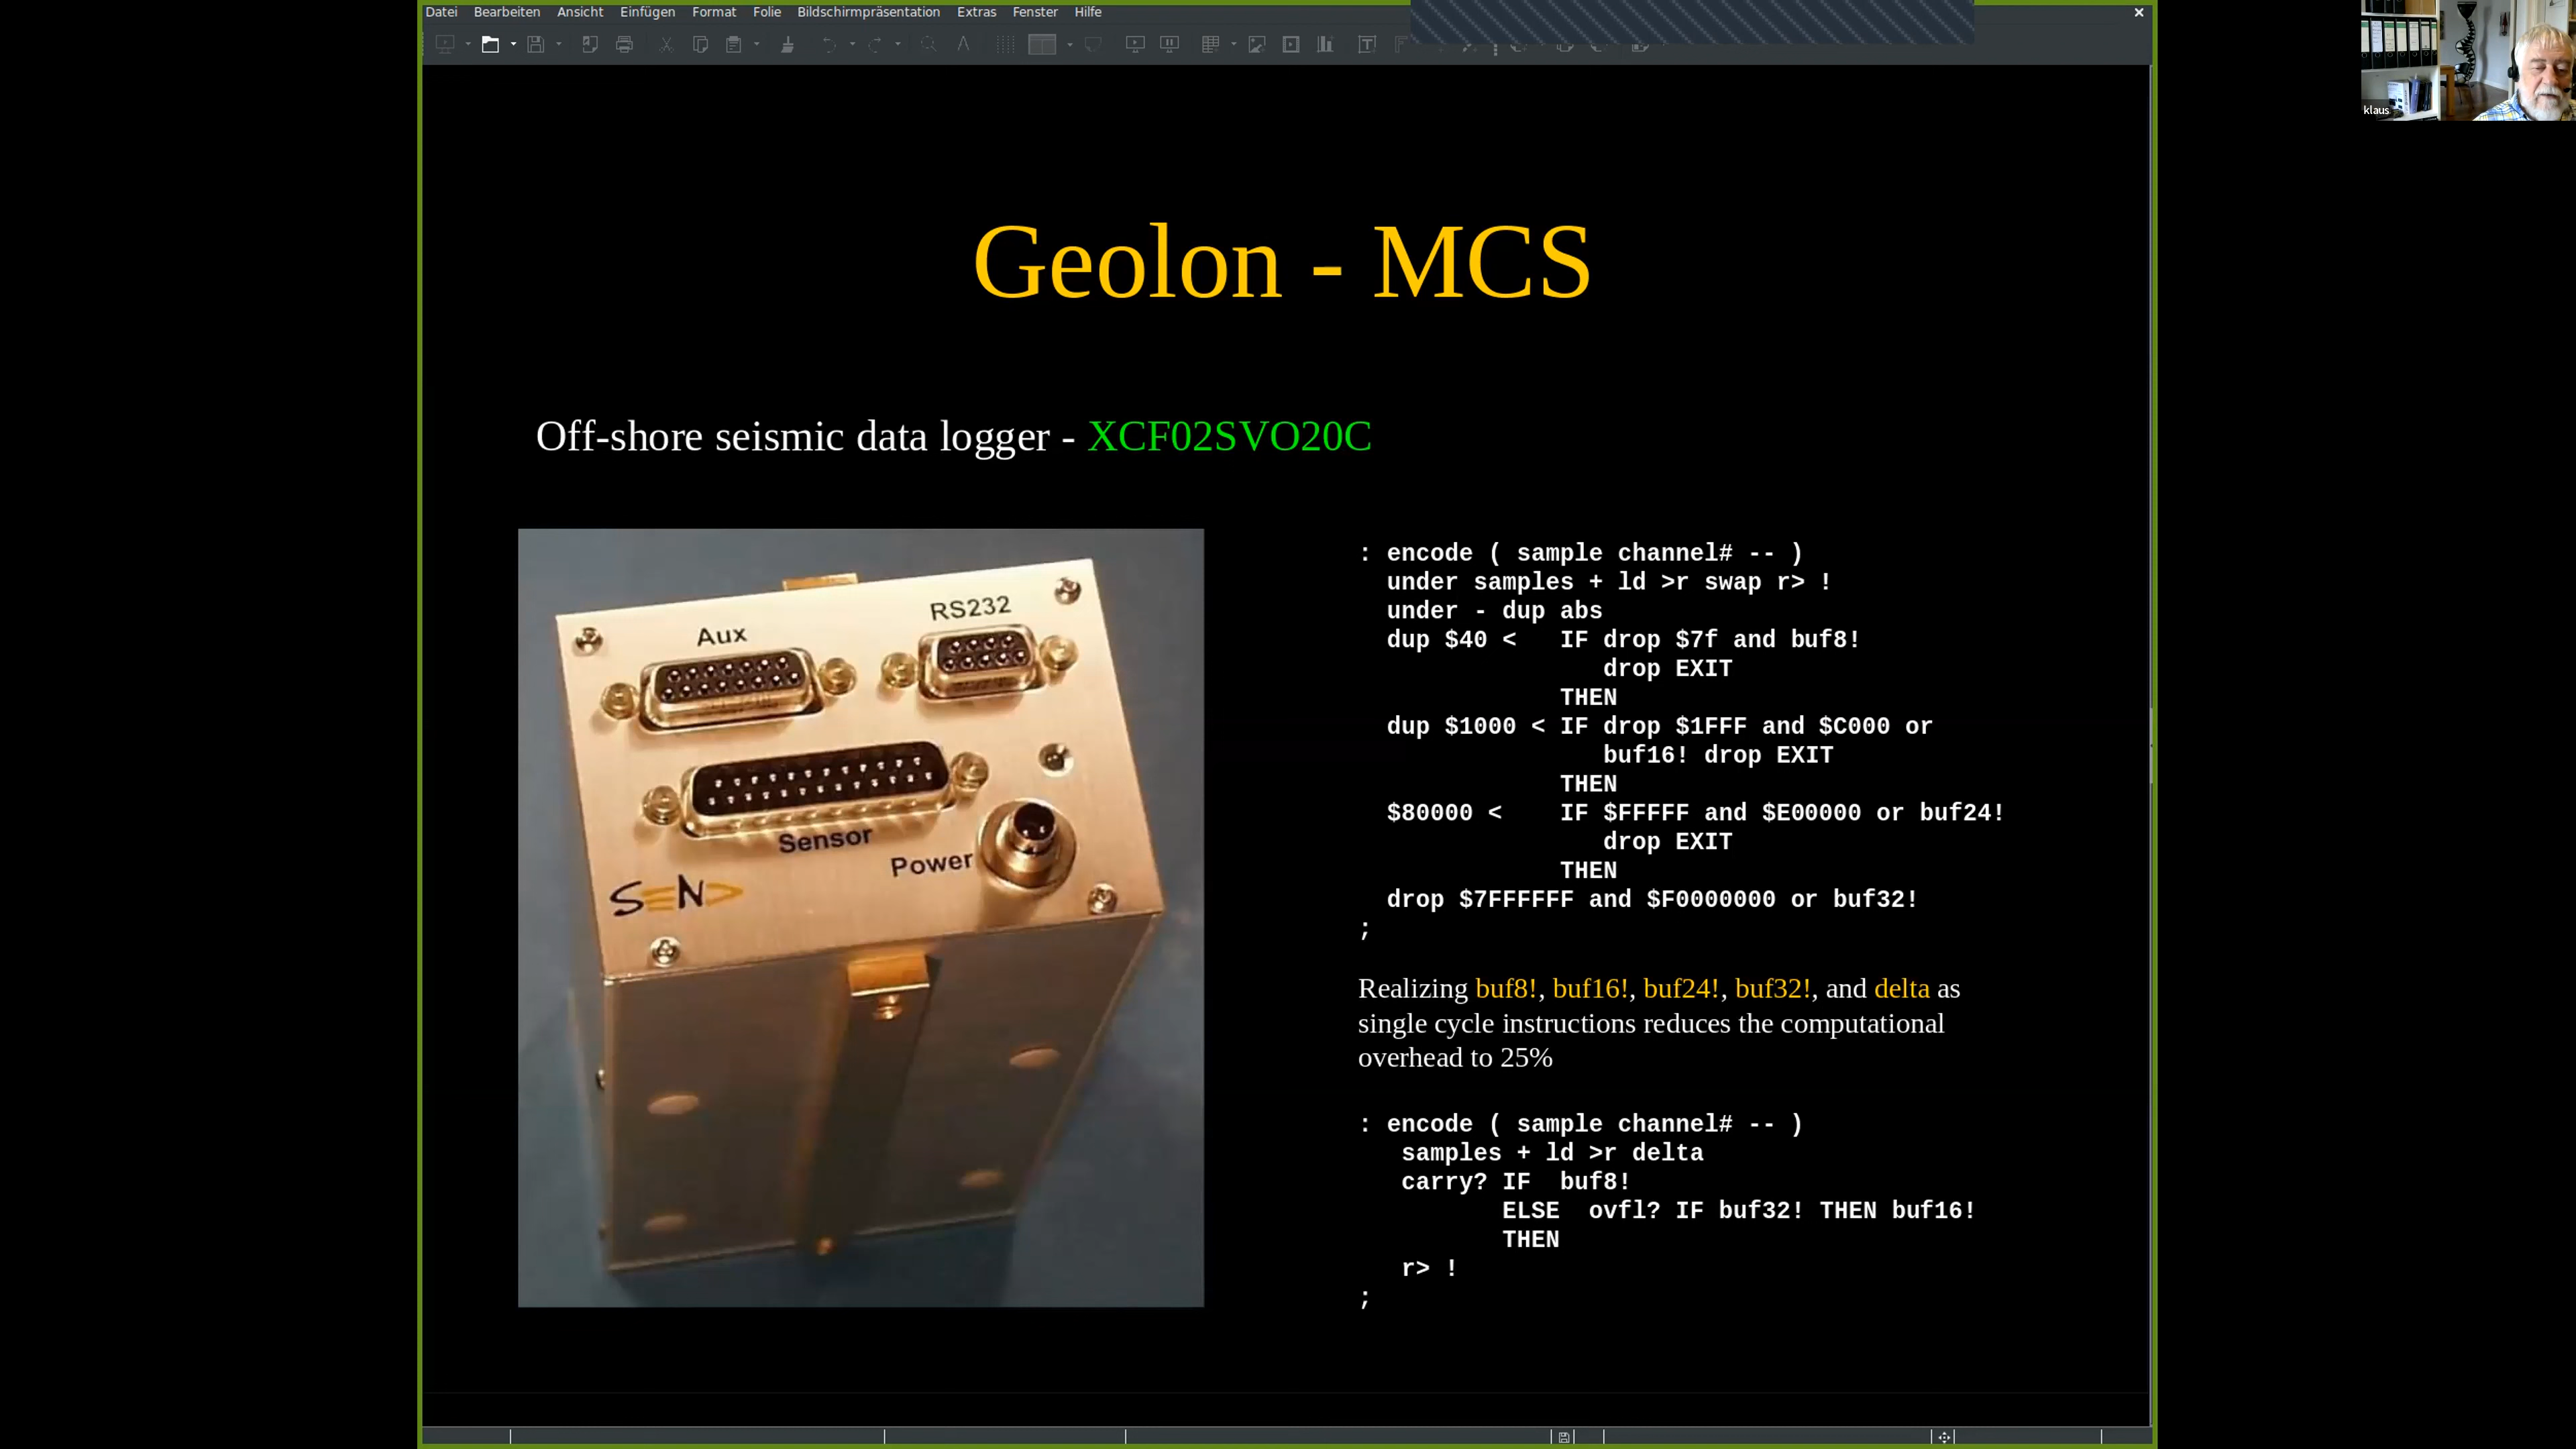 Datei Bearbeiten Ansicht Einfügen Format Folie Bildschirmpräsentation Extras Fenster Hilfe
klaus
Geolon - MCS
Off-shore seismic data logger - XCF02SVO20C
Aux
RS232
Sensor
Power
SEND
: encode ( sample channel# -- )
under samples + ld >r swap r> !
under - dup abs
dup $40 < IF drop $7f and buf8!
drop EXIT
THEN
dup $1000 < IF drop $1FFF and $C000 or
buf16! drop EXIT
THEN
$80000 < IF $FFFFF and $E00000 or buf24!
drop EXIT
THEN
drop $7FFFFFF and $F0000000 or buf32!
;
Realizing buf8!, buf16!, buf24!, buf32!, and delta as
single cycle instructions reduces the computational
overhead to 25%
: encode ( sample channel# -- )
samples + ld >r delta
carry? IF buf8!
ELSE ovfl? IF buf32! THEN buf16!
THEN
r> !
;